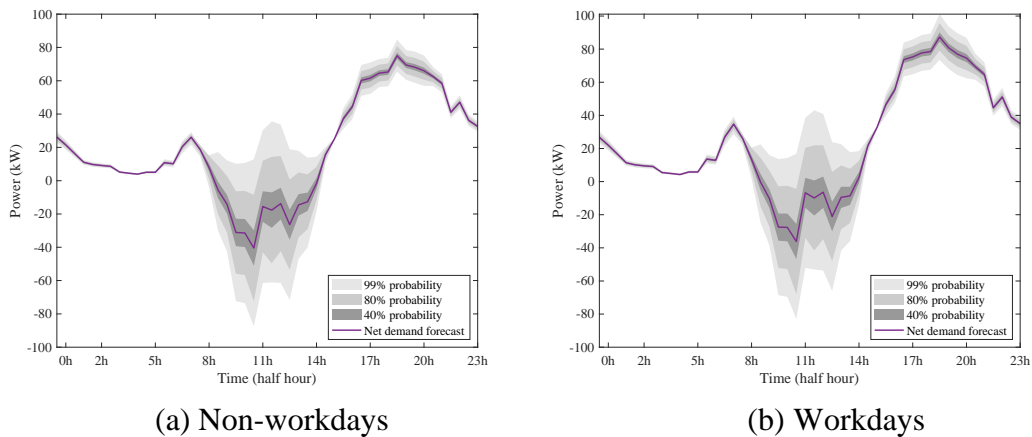 100
80
60
40
20
0
-20
-40
-60
-80
-100
Power (kW)
0h 2h 5h 8h 11h 14h 17h 20h 23h
Time (half hour)
99% probability
80% probability
40% probability
Net demand forecast
(a) Non-workdays
100
80
60
40
20
0
-20
-40
-60
-80
-100
Power (kW)
0h 2h 5h 8h 11h 14h 17h 20h 23h
Time (half hour)
99% probability
80% probability
40% probability
Net demand forecast
(b) Workdays